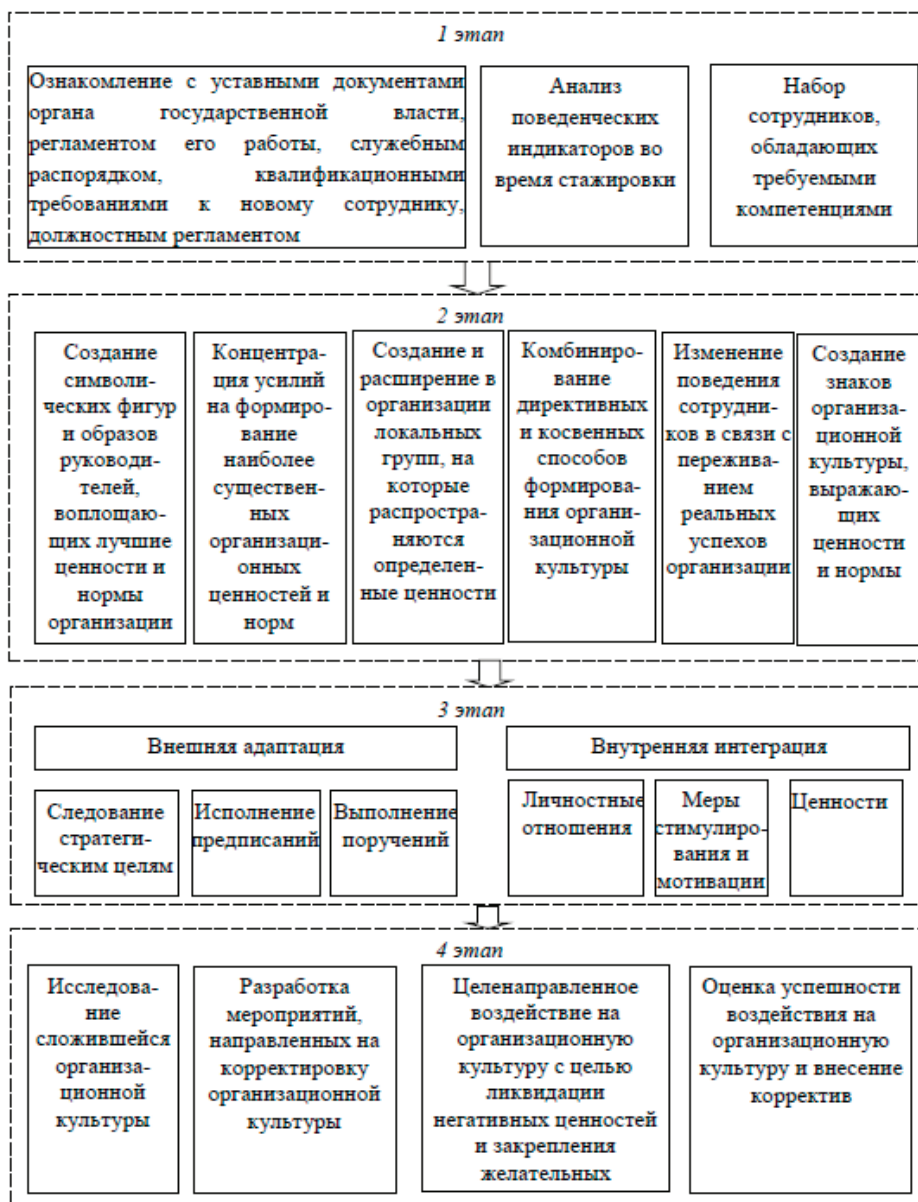 1 этап
Ознакомление с уставными документами
органа государственной власти,
регламентом его работы, служебным
распорядком, квалификационными
требованиями к новому сотруднику,
должностным регламентом
Анализ
поведенческих
индикаторов во
время стажировки
Набор
сотрудников,
обладающих
требуемыми
компетенциями
2 этап
Создание
символи-
ческих фигур
и образов
руководи-
телей,
воплощаю-
щих лучшие
ценности и
нормы
организации
Концентра-
ция усилий
на формиро-
вание
наиболее
существен-
ных
организаци-
онных
ценностей и
норм
Создание и
расширение в
организации
локальных
групп, на
которые
распростра-
няются
определен-
ные ценности
Комбиниро-
вание
директивных
и косвенных
способов
формирова-
ния органи-
зационной
культуры
Изменение
поведения
сотрудни-
ков в связи с
пережива-
нием
реальных
успехов
организации
Создание
знаков
организа-
ционной
культуры,
выражаю-
щих
ценности
и нормы
3 этап
Внешняя адаптация
Следование
стратеги-
ческим целям
Исполнение
предписаний
Выполнение
поручений
Внутренняя интеграция
Личностные
отношения
Меры
стимулиро-
вания и
мотивации
Ценности
4 этап
Исследова-
ние
сложившейся
организа-
ционной
культуры
Разработка
мероприятий,
направленных на
корректировку
организационной
культуры
Целенаправленное
воздействие на
организационную
культуру с целью
ликвидации
негативных ценностей
и закрепления
желательных
Оценка успешности
воздействия на
организационную
культуру и внесение
корректив